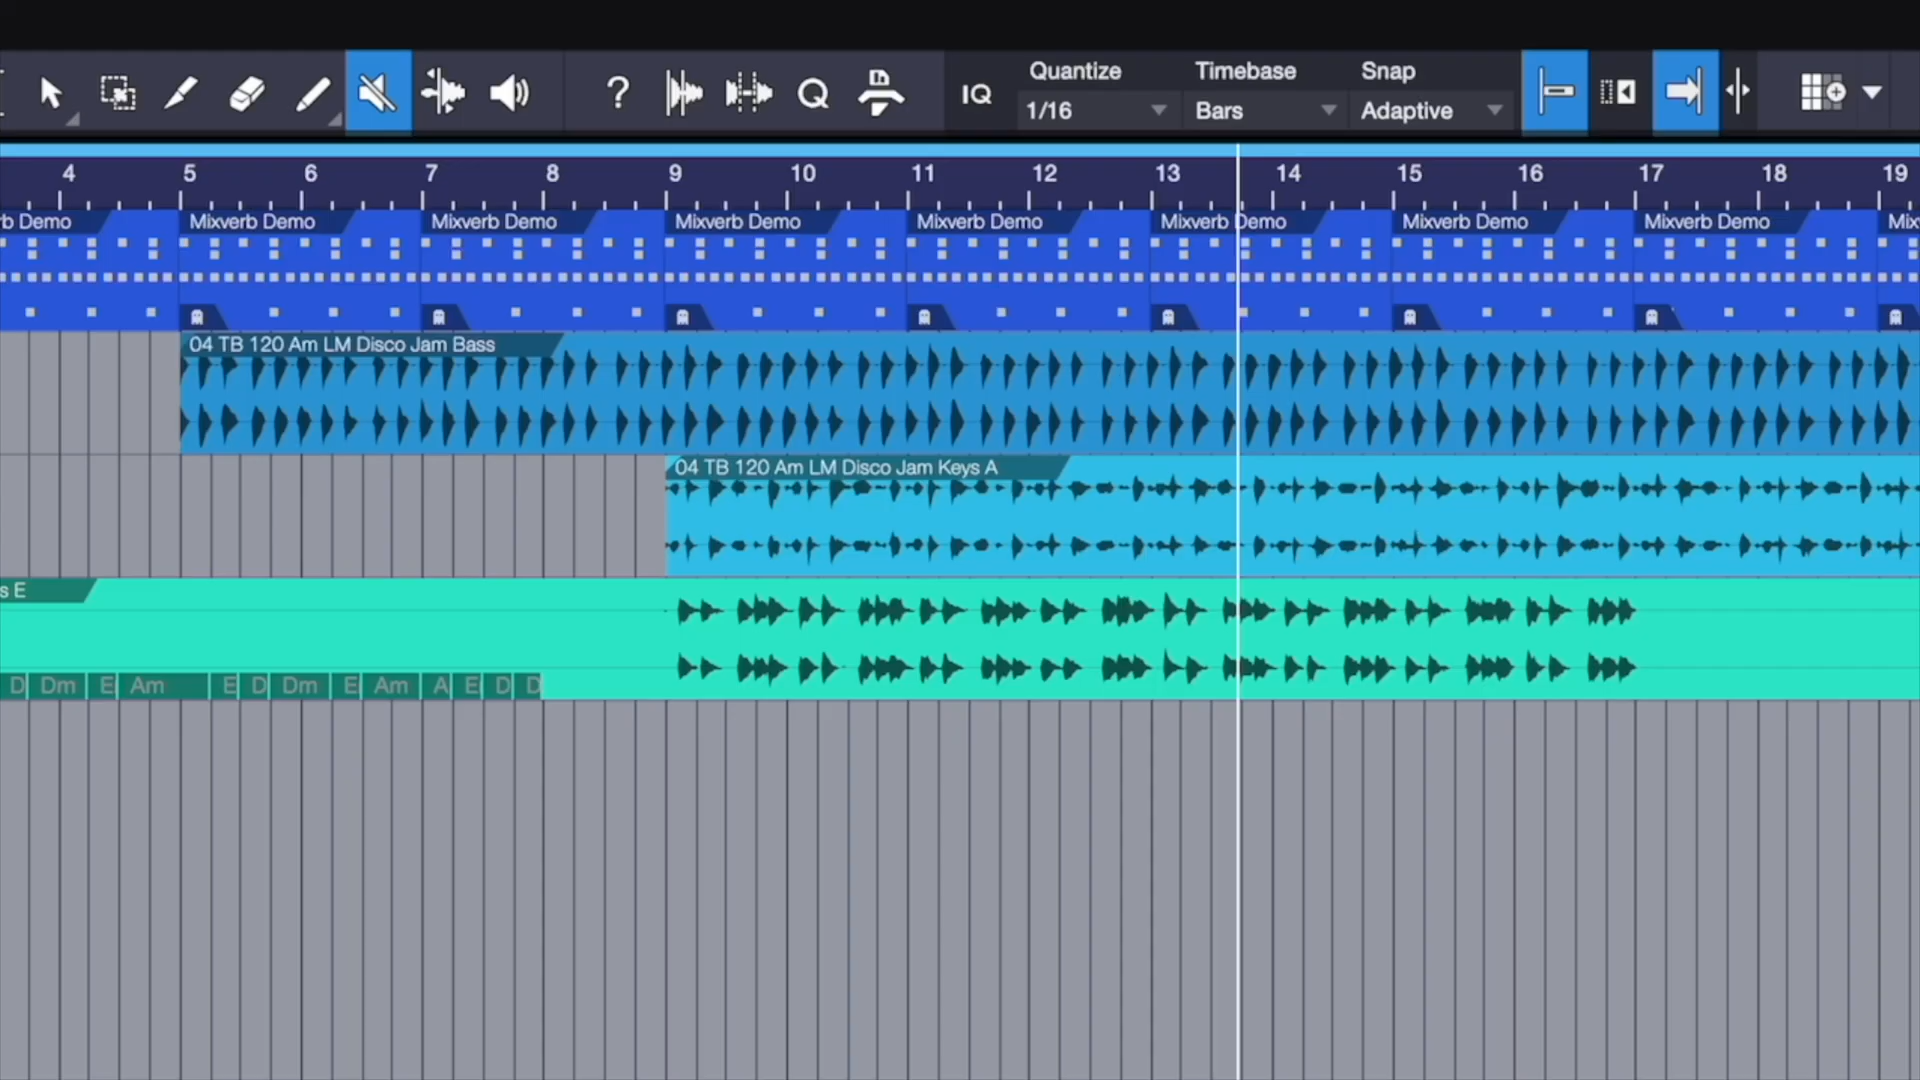 Quantize Timebase Snap
? Q IQ 1/16 Bars Adaptive
4 5 6 7 8 9 10 11 12 13 14 15 16 17 18 19
rb Demo Mixverb Demo Mixverb Demo Mixverb Demo Mixverb Demo Mixverb Demo Mixverb Demo Mixverb Demo Mix
04 TB 120 Am LM Disco Jam Bass
04 TB 120 Am LM Disco Jam Keys A
s E
D Dm E Am E D Dm E Am A E D D